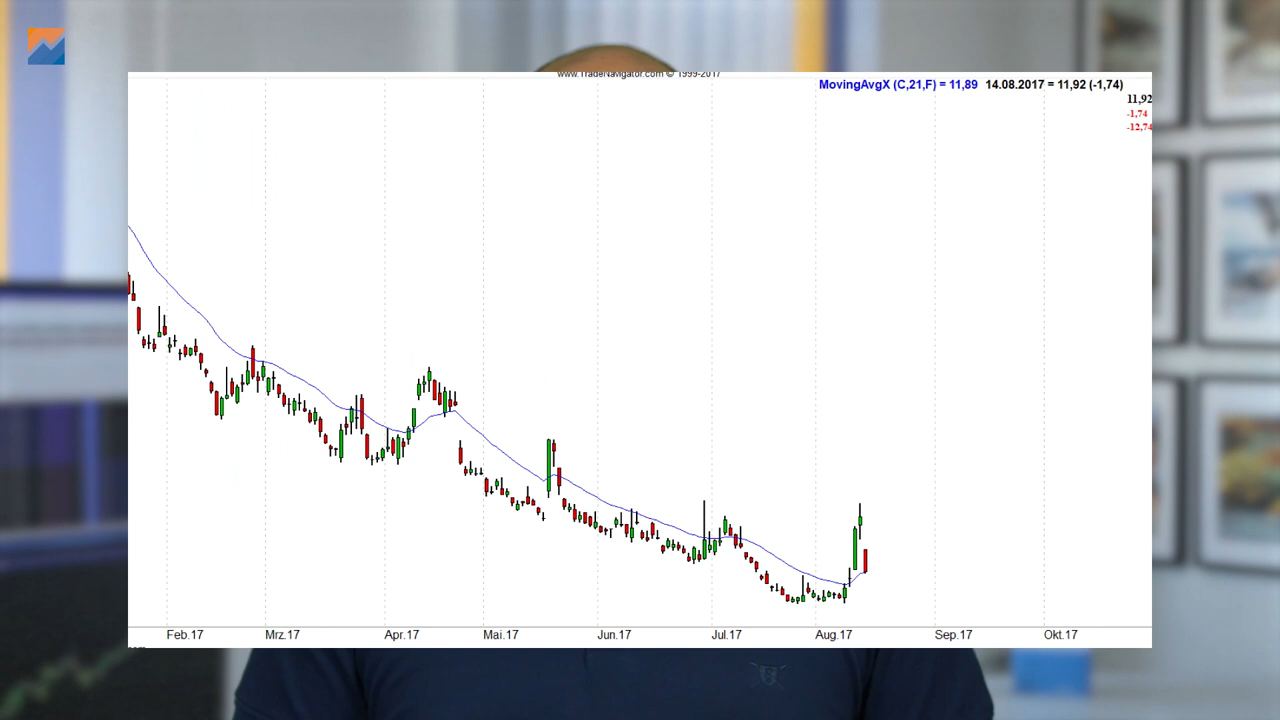 www.TradeNavigator.com © 1999-2017
MovingAvgX (C,21,F) = 11,89 14.08.2017 = 11,92 (-1,74)
11,92
-1,74
-12,74
Feb.17 Mrz.17 Apr.17 Mai.17 Jun.17 Jul.17 Aug.17 Sep.17 Okt.17